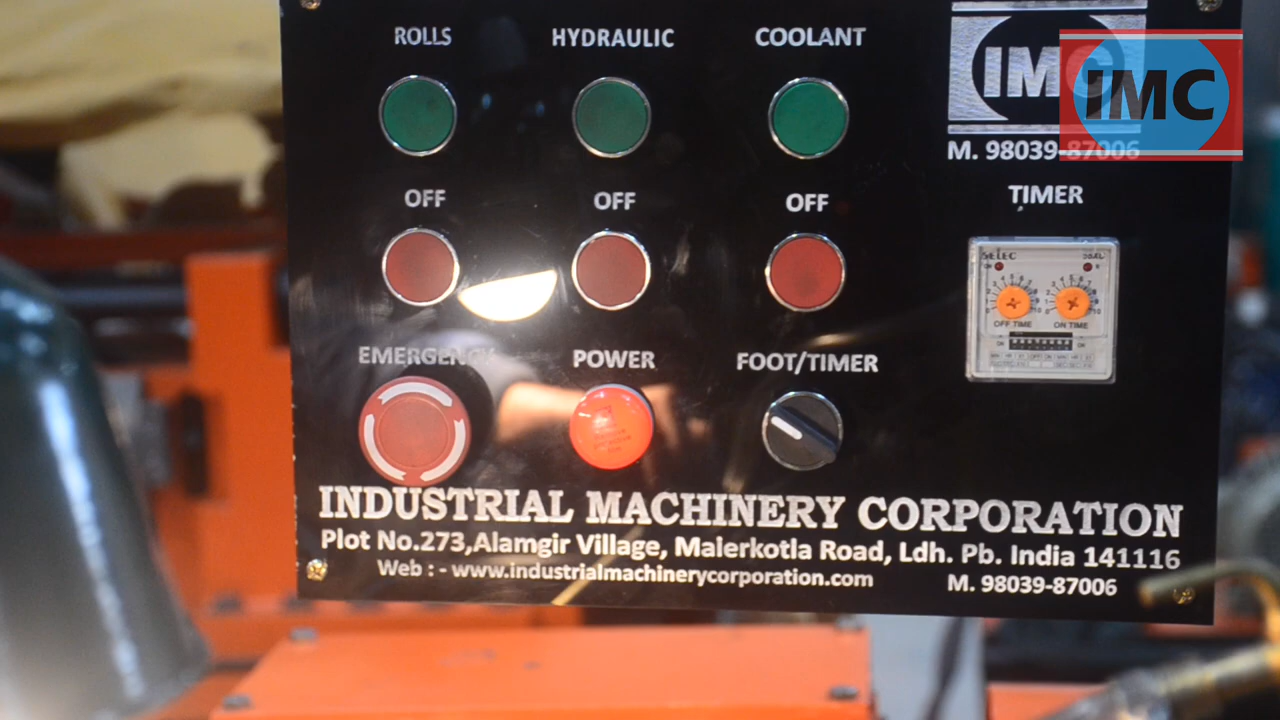 ROLLS HYDRAULIC COOLANT
IMC
IMC
M. 98039-87006
OFF OFF OFF
TIMER
SELEC
OFF TIME ON TIME
EMERGENCY POWER FOOT/TIMER
INDUSTRIAL MACHINERY CORPORATION
Plot No.273,Alamgir Village, Malerkotla Road, Ldh. Pb. India 141116
Web : - www.industrialmachinerycorporation.com M. 98039-87006